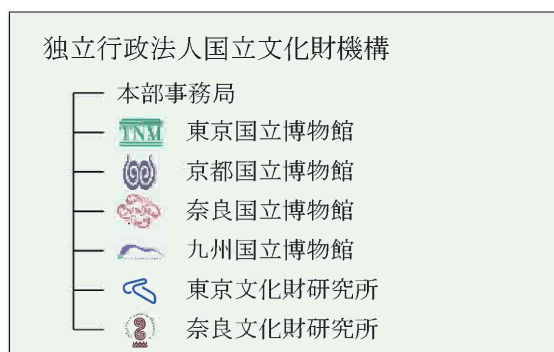 独立行政法人国立文化財機構
本部事務局
TNM 東京国立博物館
京都国立博物館
奈良国立博物館
九州国立博物館
東京文化財研究所
奈良文化財研究所